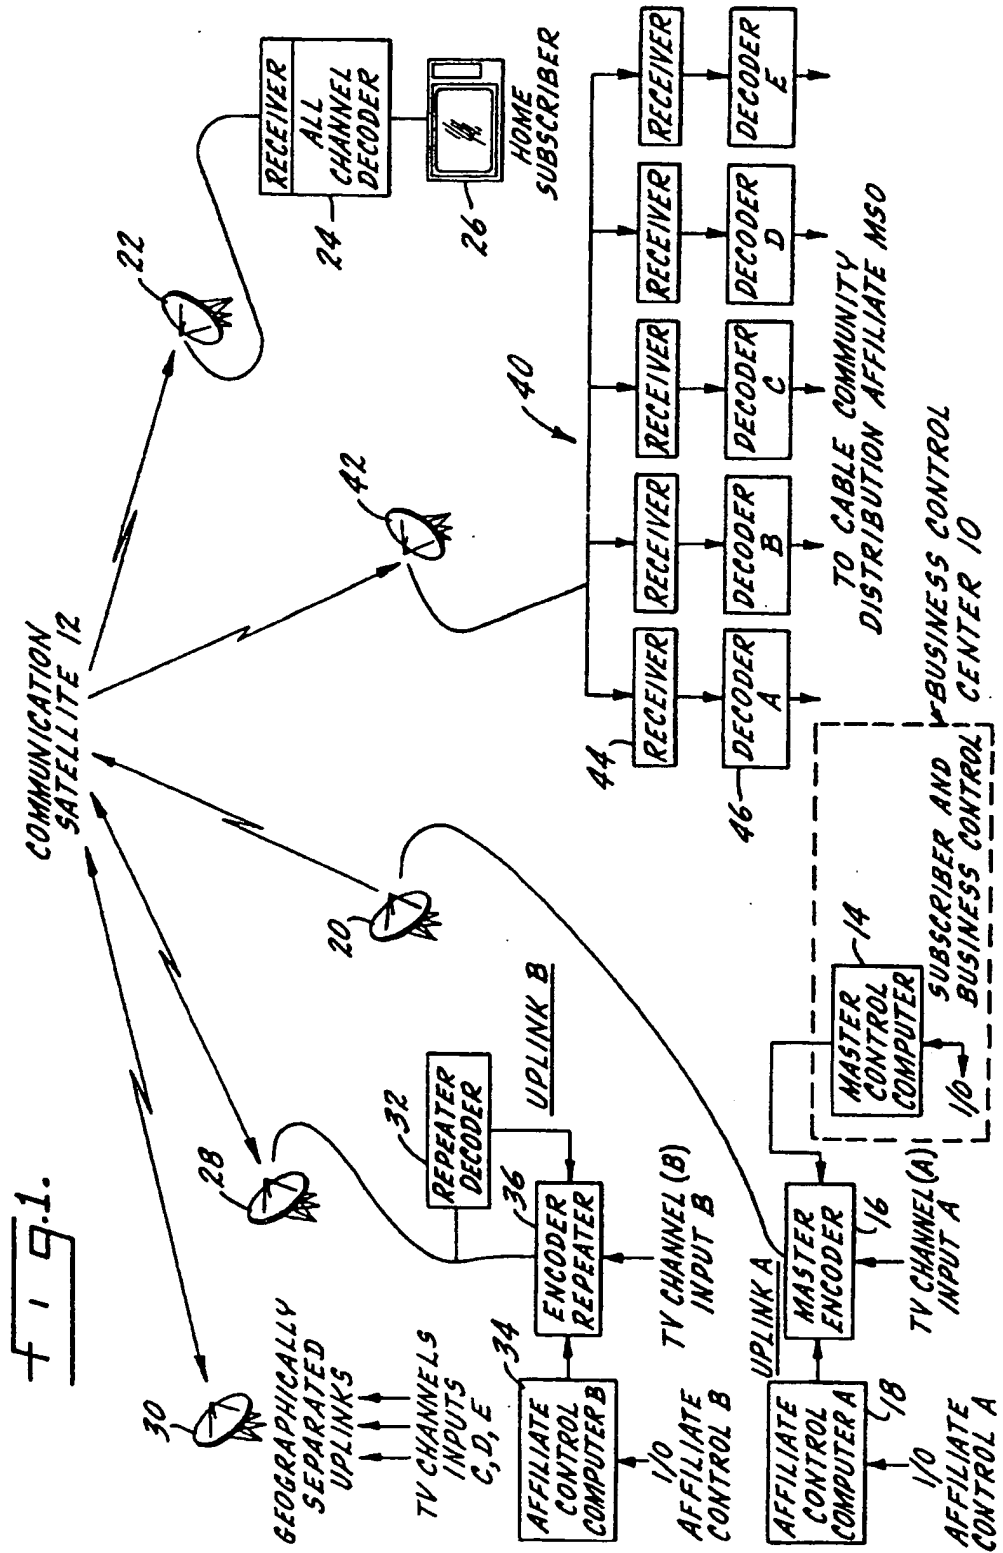 Fig.1.
COMMUNICATION
SATELLITE 12
30
GEOGRAPHICALLY
SEPARATED
UPLINKS
TV CHANNELS
INPUTS
C, D, E
28
20
42
22
RECEIVER
ALL
CHANNEL
DECODER
24
26
HOME
SUBSCRIBER
32
REPEATER
DECODER
UPLINK B
34
AFFILIATE
CONTROL
COMPUTER B
36
ENCODER
REPEATER
I/O
AFFILIATE
CONTROL B
TV CHANNEL (B)
INPUT B
40
44
RECEIVER
RECEIVER
RECEIVER
RECEIVER
RECEIVER
46
DECODER
A
DECODER
B
DECODER
C
DECODER
D
DECODER
E
TO CABLE COMMUNITY
DISTRIBUTION AFFILIATE MSO
UPLINK A
AFFILIATE
CONTROL
COMPUTER A
18
MASTER
ENCODER
16
I/O
AFFILIATE
CONTROL A
TV CHANNEL (A)
INPUT A
14
MASTER
CONTROL
COMPUTER
I/O
SUBSCRIBER AND
BUSINESS CONTROL
BUSINESS CONTROL
CENTER 10